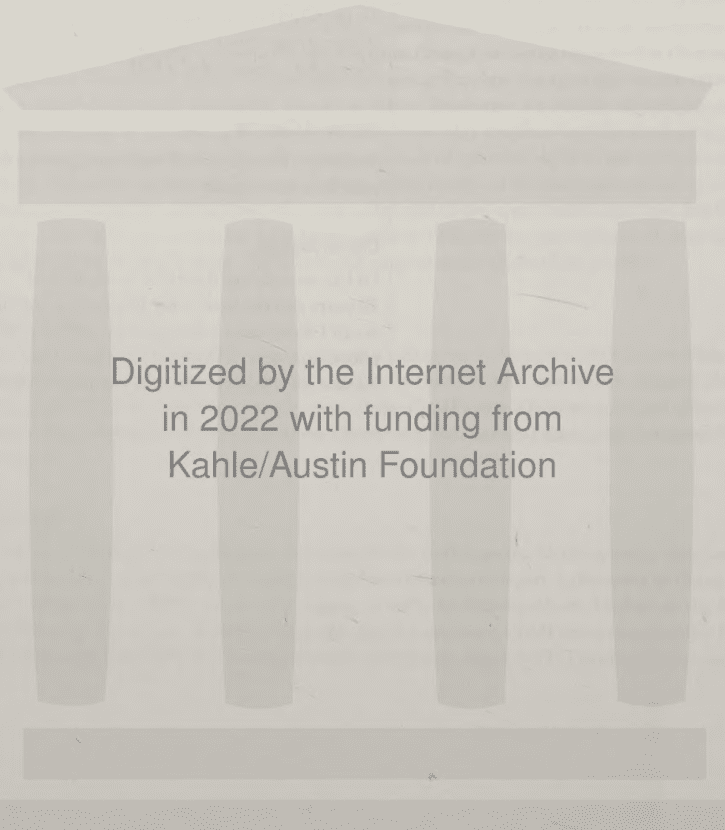 Digitized by the Internet Archive
in 2022 with funding from
Kahle/Austin Foundation